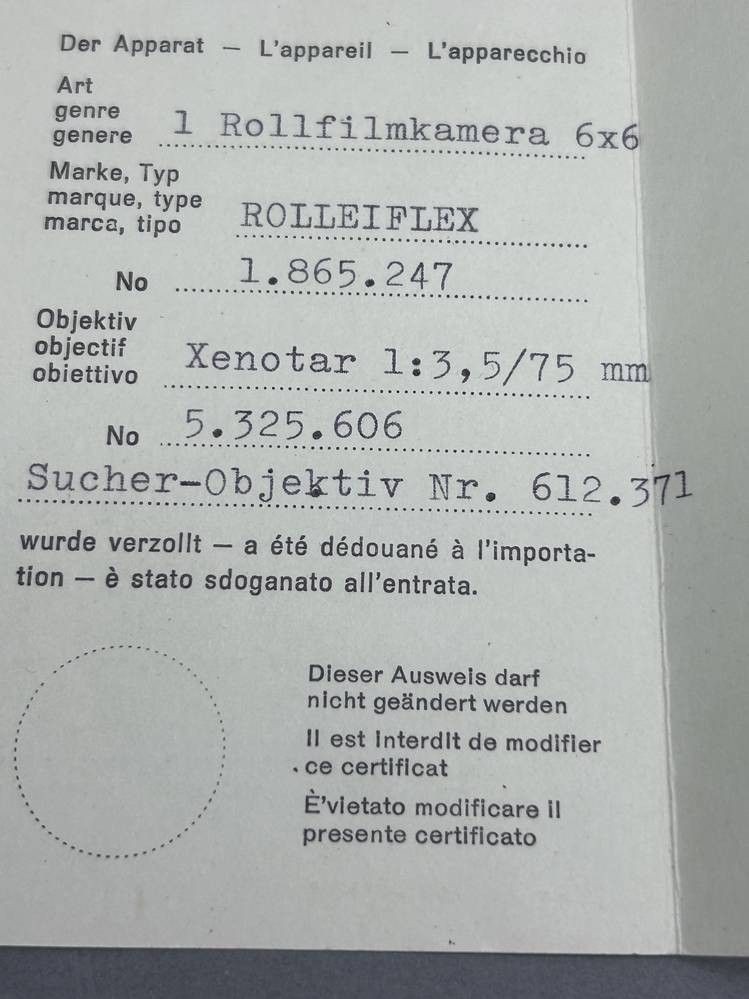 Der Apparat — L'appareil — L'apparecchio
Art
genre
genere 1 Rollfilmkamera 6x6
Marke, Typ
marque, type
marca, tipo ROLLEIFLEX
No 1.865.247
Objektiv
objectif
obiettivo Xenotar 1:3,5/75 mm
No 5.325.606
Sucher-Objektiv Nr. 612.371
wurde verzollt — a été dédouané à l'importa-
tion — è stato sdoganato all'entrata.
Dieser Ausweis darf
nicht geändert werden
Il est interdit de modifier
ce certificat
È'vietato modificare il
presente certificato